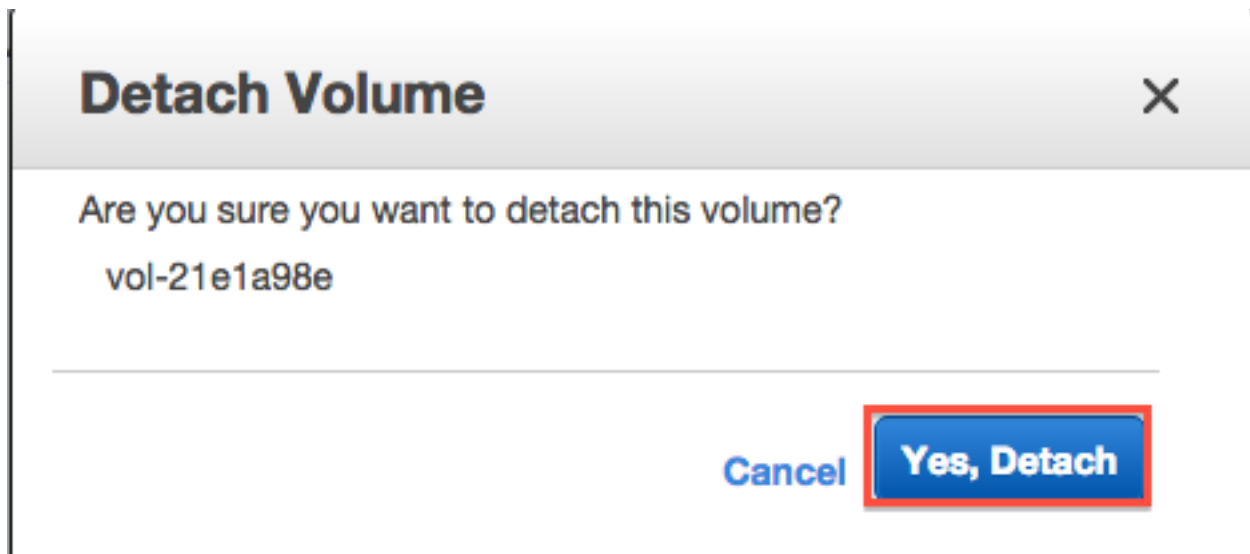 Detach Volume
Are you sure you want to detach this volume?
vol-21e1a98e
Cancel Yes, Detach